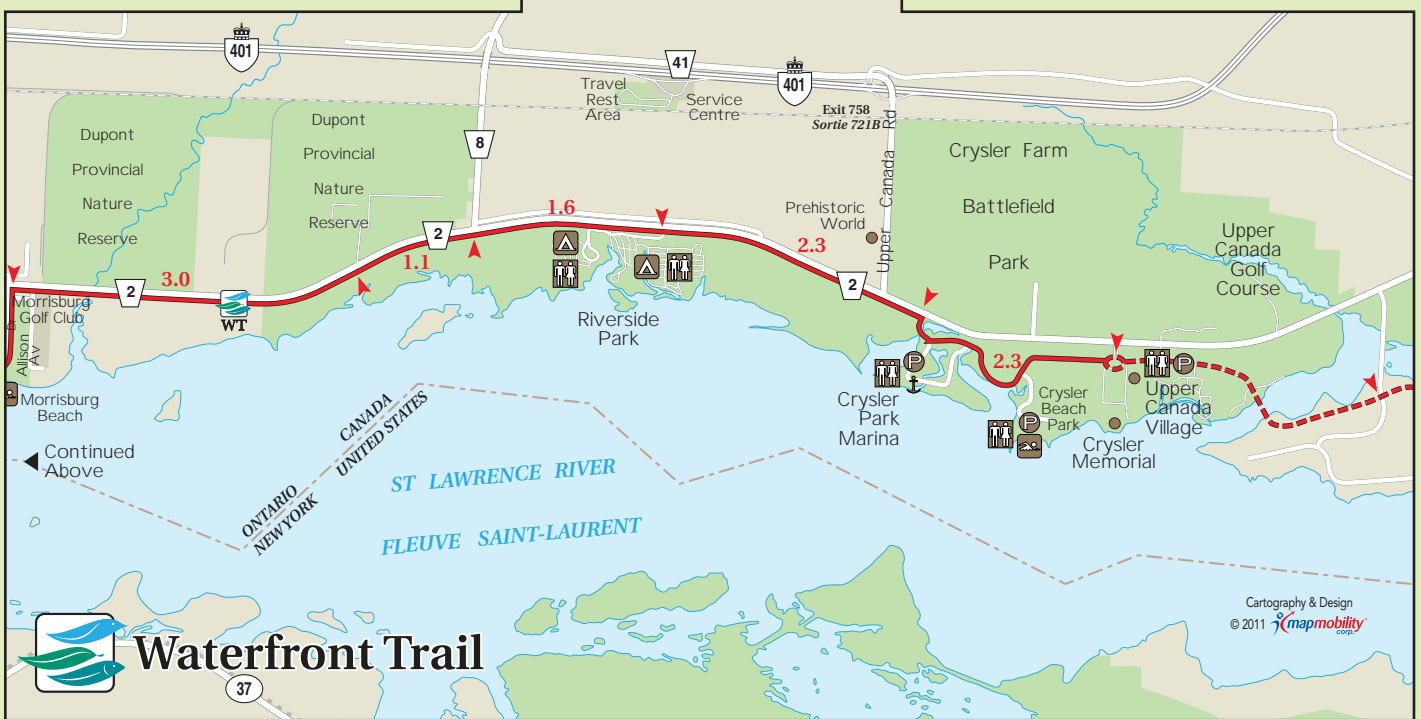 401
41
401
Travel
Rest
Area
Service
Centre
Exit 758
Sortie 721B
Upper Canada Rd
Dupont
Provincial
Nature
Reserve
Dupont
Provincial
Nature
Reserve
8
Crysler Farm
Battlefield
Park
Prehistoric
World
Upper
Canada
Golf
Course
1.6
2
1.1
2.3
2
3.0
2
WT
Morrisburg
Golf Club
Allison
Av
Riverside
Park
2.3
P
P
P
Crysler
Park
Marina
Crysler
Beach
Park
Upper
Canada
Village
Crysler
Memorial
Morrisburg
Beach
Continued
Above
CANADA
UNITED STATES
ONTARIO
NEW YORK
ST LAWRENCE RIVER
FLEUVE SAINT-LAURENT
Waterfront Trail
37
Cartography & Design
© 2011 mapmobility
corp.